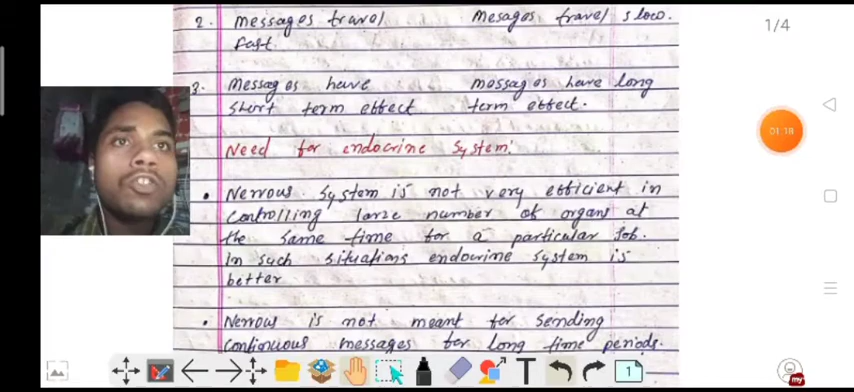 1/4
2. Messages travel Mesages travel slow.
fast.
3. Messages have messages have long
short term effect term effect.
01:18
Need for endocrine system:
• Nervous system is not very efficient in
controlling large number of organs at
the same time for a particular job.
In such situations endocrine system is
better
• Nervous is not meant for sending
continuous messages for long time periods.
T
1
my